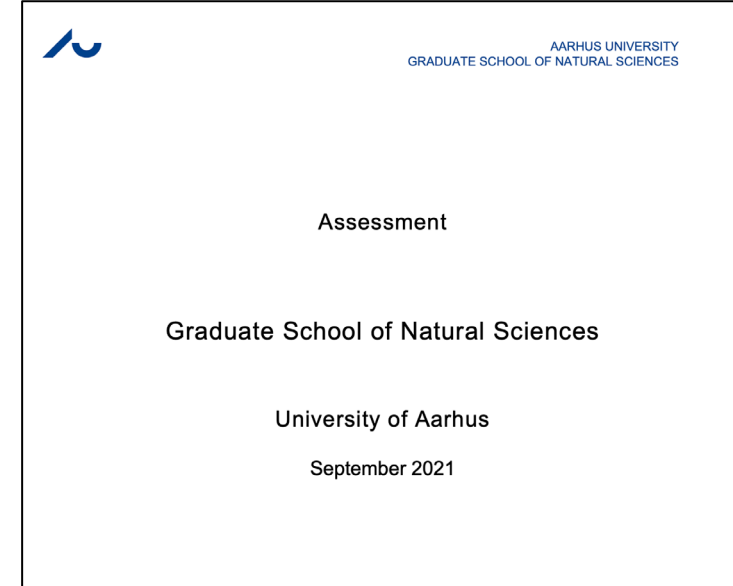 AARHUS UNIVERSITY
GRADUATE SCHOOL OF NATURAL SCIENCES
Assessment
Graduate School of Natural Sciences
University of Aarhus
September 2021